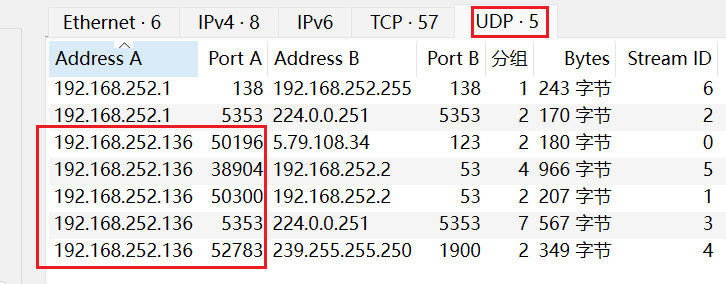 Ethernet · 6 IPv4 · 8 IPv6 TCP · 57 UDP · 5
Address A Port A Address B Port B 分组 Bytes Stream ID
192.168.252.1 138 192.168.252.255 138 1 243 字节 6
192.168.252.1 5353 224.0.0.251 5353 2 170 字节 2
192.168.252.136 50196 5.79.108.34 123 2 180 字节 0
192.168.252.136 38904 192.168.252.2 53 4 966 字节 5
192.168.252.136 50300 192.168.252.2 53 2 207 字节 1
192.168.252.136 5353 224.0.0.251 5353 7 567 字节 3
192.168.252.136 52783 239.255.255.250 1900 2 349 字节 4